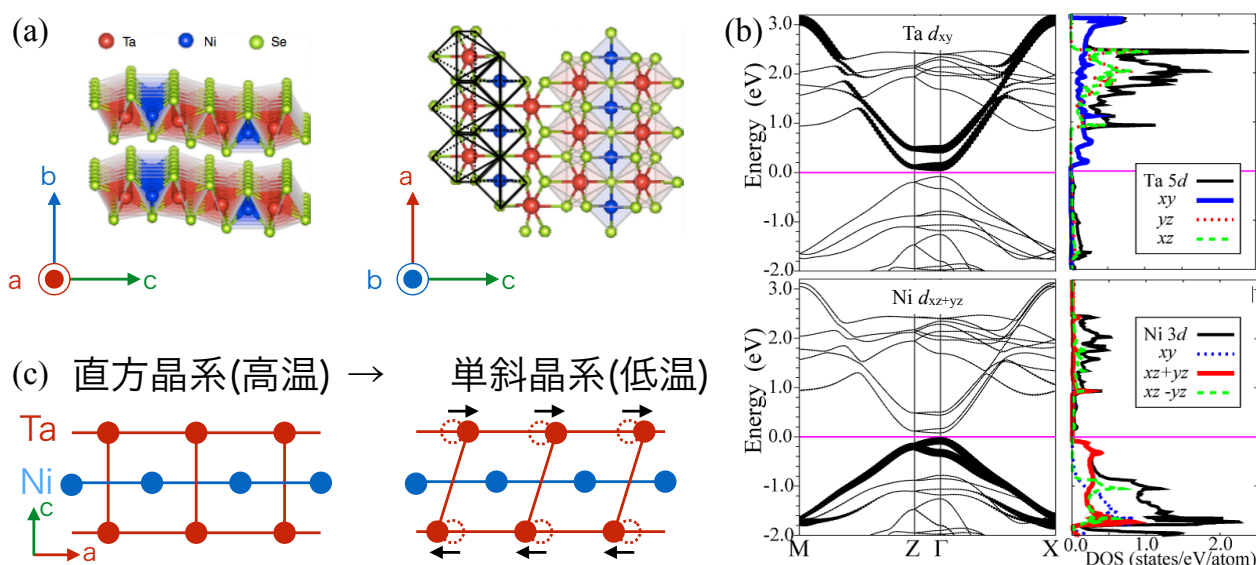 (a)
Ta
Ni
Se
b
a
c
a
b
c
(b)
Energy (eV)
3.0
2.0
1.0
0.0
-1.0
-2.0
Ta dxy
Ta 5d
xy
yz
xz
Energy (eV)
3.0
2.0
1.0
0.0
-1.0
-2.0
Ni dxz+yz
Ni 3d
xy
xz+yz
xz-yz
M
Z
Γ
X
0.0
1.0
2.0
DOS (states/eV/atom)
(c) 直方晶系(高温) → 単斜晶系(低温)
Ta
Ni
c
a